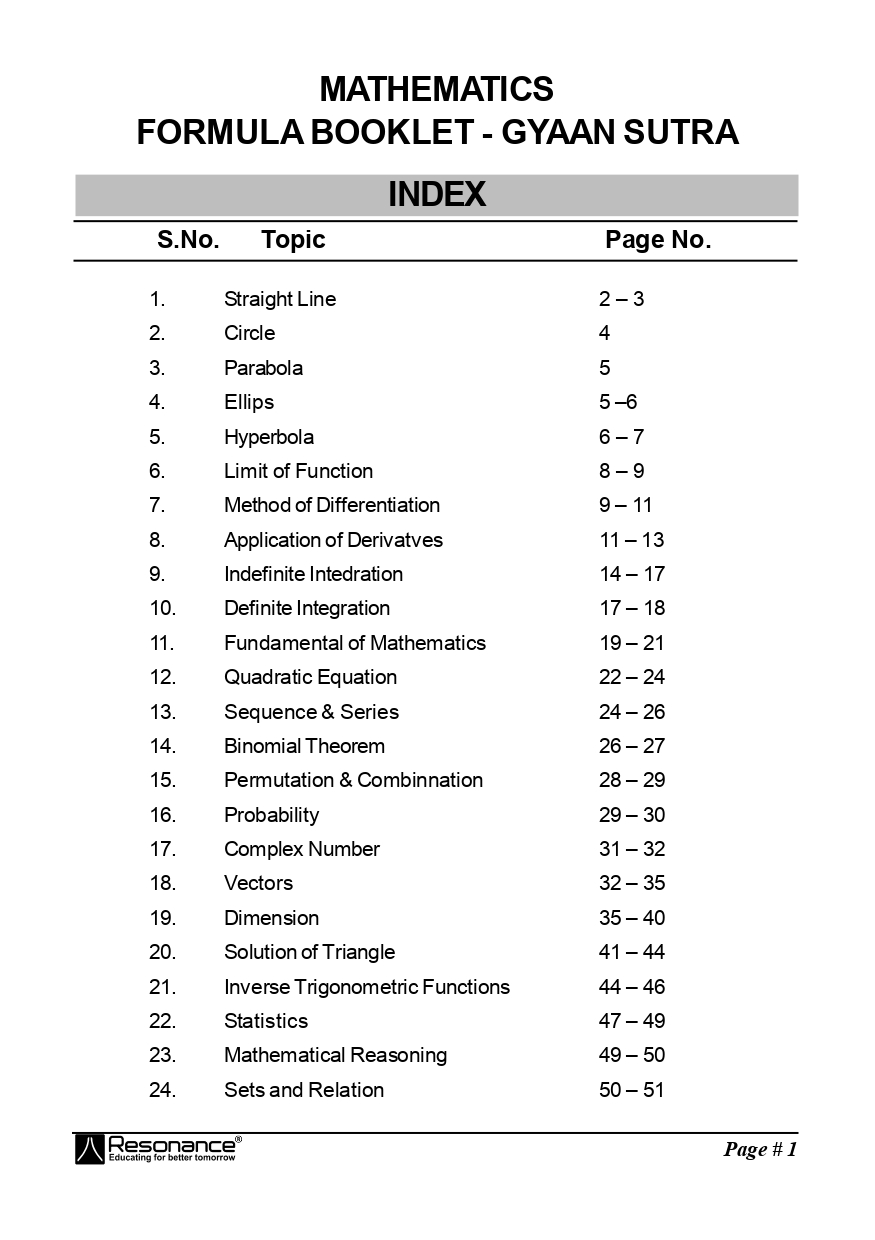 MATHEMATICS
FORMULA BOOKLET - GYAAN SUTRA
INDEX
S.No. Topic Page No.
1. Straight Line 2 – 3
2. Circle 4
3. Parabola 5
4. Ellips 5 –6
5. Hyperbola 6 – 7
6. Limit of Function 8 – 9
7. Method of Differentiation 9 – 11
8. Application of Derivatves 11 – 13
9. Indefinite Intedration 14 – 17
10. Definite Integration 17 – 18
11. Fundamental of Mathematics 19 – 21
12. Quadratic Equation 22 – 24
13. Sequence & Series 24 – 26
14. Binomial Theorem 26 – 27
15. Permutation & Combinnation 28 – 29
16. Probability 29 – 30
17. Complex Number 31 – 32
18. Vectors 32 – 35
19. Dimension 35 – 40
20. Solution of Triangle 41 – 44
21. Inverse Trigonometric Functions 44 – 46
22. Statistics 47 – 49
23. Mathematical Reasoning 49 – 50
24. Sets and Relation 50 – 51
Resonance®
Educating for better tomorrow
Page # 1